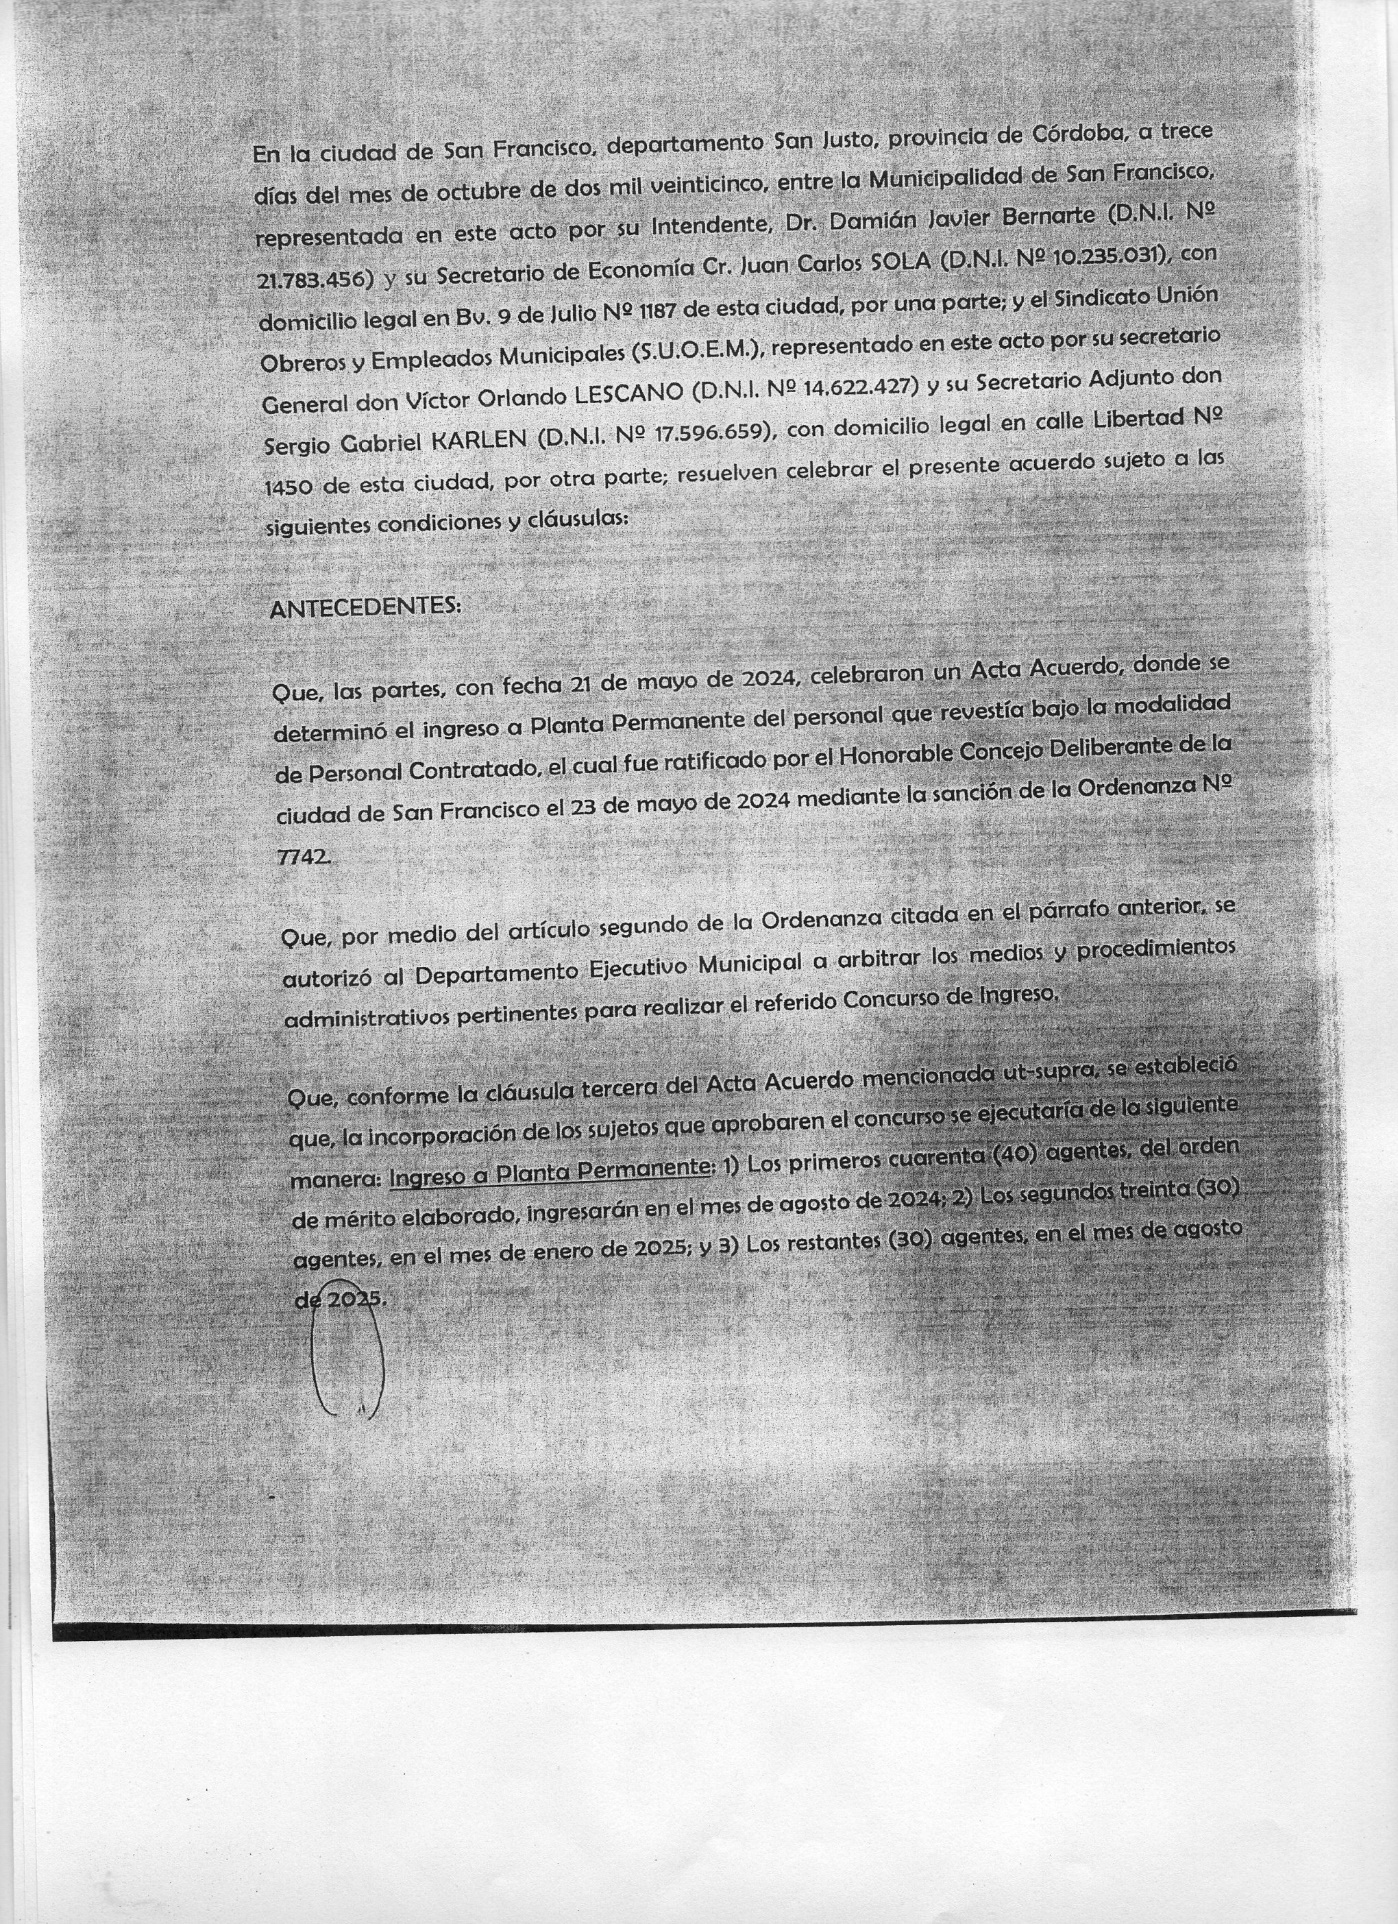 En la ciudad de San Francisco, departamento San Justo, provincia de Córdoba, a trece
días del mes de octubre de dos mil veinticinco, entre la Municipalidad de San Francisco,
representada en este acto por su Intendente, Dr. Damián Javier Bernarte (D.N.I. Nº
21.783.456) y su Secretario de Economía Cr. Juan Carlos SOLA (D.N.I. Nº 10.235.031), con
domicilio legal en Bv. 9 de Julio Nº 1187 de esta ciudad, por una parte; y el Sindicato Unión
Obreros y Empleados Municipales (S.U.O.E.M.), representado en este acto por su secretario
General don Víctor Orlando LESCANO (D.N.I. Nº 14.622.427) y su Secretario Adjunto don
Sergio Gabriel KARLEN (D.N.I. Nº 17.596.659), con domicilio legal en calle Libertad Nº
1450 de esta ciudad, por otra parte; resuelven celebrar el presente acuerdo sujeto a las
siguientes condiciones y cláusulas:
ANTECEDENTES:
Que, las partes, con fecha 21 de mayo de 2024, celebraron un Acta Acuerdo, donde se
determinó el ingreso a Planta Permanente del personal que revestía bajo la modalidad
de Personal Contratado, el cual fue ratificado por el Honorable Concejo Deliberante de la
ciudad de San Francisco el 23 de mayo de 2024 mediante la sanción de la Ordenanza Nº
7742.
Que, por medio del artículo segundo de la Ordenanza citada en el párrafo anterior, se
autorizó al Departamento Ejecutivo Municipal a arbitrar los medios y procedimientos
administrativos pertinentes para realizar el referido Concurso de Ingreso.
Que, conforme la cláusula tercera del Acta Acuerdo mencionada ut-supra, se estableció
que, la incorporación de los sujetos que aprobaren el concurso se ejecutaría de la siguiente
manera: Ingreso a Planta Permanente: 1) Los primeros cuarenta (40) agentes, del orden
de mérito elaborado, ingresarán en el mes de agosto de 2024; 2) Los segundos treinta (30)
agentes, en el mes de enero de 2025; y 3) Los restantes (30) agentes, en el mes de agosto
de 2025.